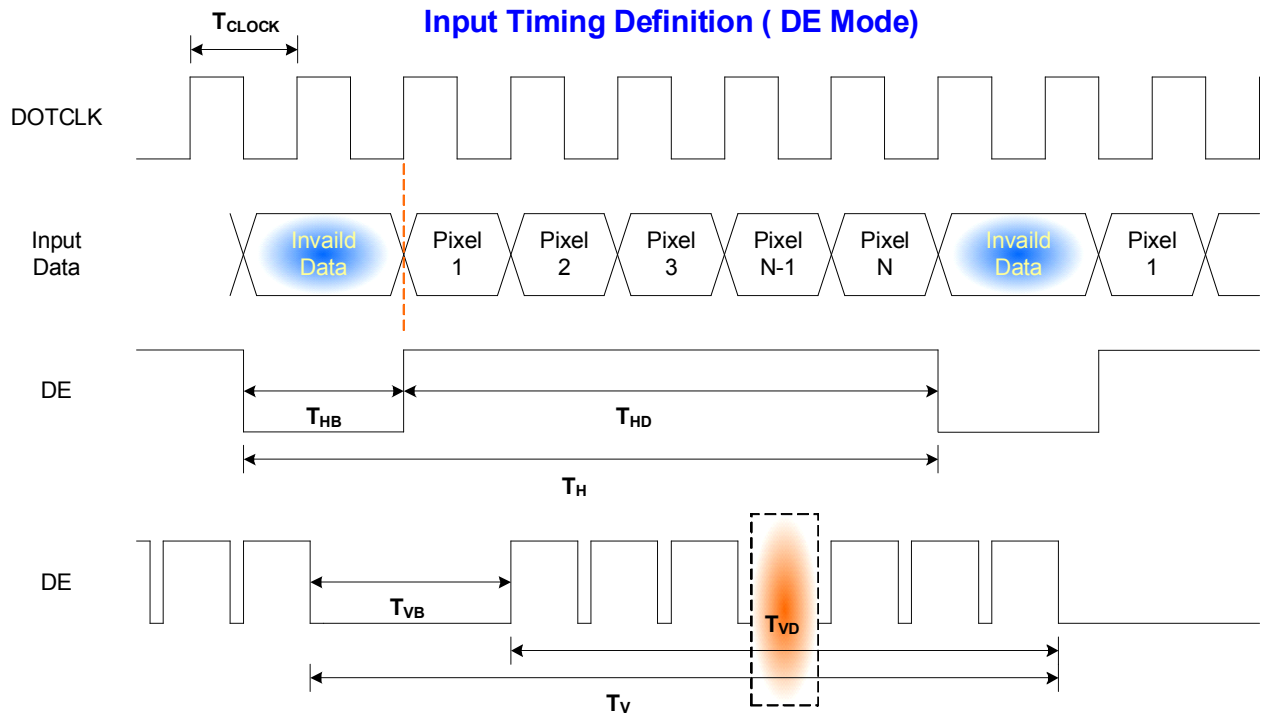 Input Timing Definition ( DE Mode)
TCLOCK
DOTCLK
Input
Data
Invaild
Data
Pixel
1
Pixel
2
Pixel
3
Pixel
N-1
Pixel
N
Invaild
Data
Pixel
1
DE
THB
THD
TH
DE
TVB
TVD
TV